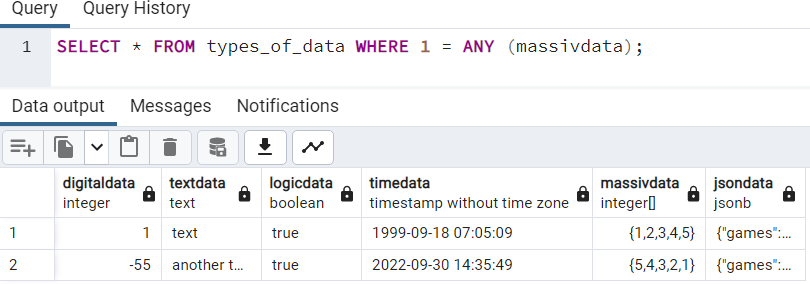 Query Query History
1 SELECT * FROM types_of_data WHERE 1 = ANY (massivdata);
Data output Messages Notifications
digitaldata textdata logicdata timedata massivdata jsondata
integer text boolean timestamp without time zone integer[] jsonb
1 1 text true 1999-09-18 07:05:09 {1,2,3,4,5} {"games":...
2 -55 another t... true 2022-09-30 14:35:49 {5,4,3,2,1} {"games":...